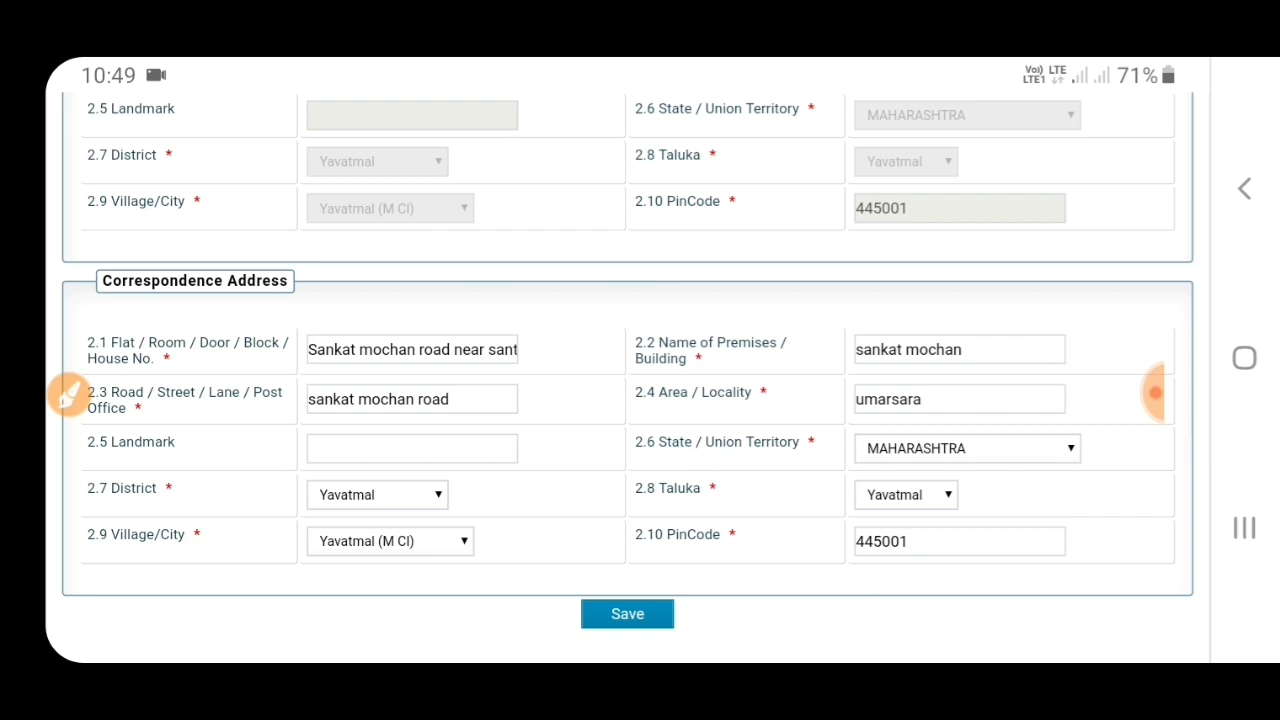 10:49
Vo) LTE
LTE1
71%
2.5 Landmark
2.6 State / Union Territory *
MAHARASHTRA
2.7 District *
Yavatmal
2.8 Taluka *
Yavatmal
2.9 Village/City *
Yavatmal (M Cl)
2.10 PinCode *
445001
Correspondence Address
2.1 Flat / Room / Door / Block /
House No. *
Sankat mochan road near sant
2.2 Name of Premises /
Building *
sankat mochan
2.3 Road / Street / Lane / Post
Office *
sankat mochan road
2.4 Area / Locality *
umarsara
2.5 Landmark
2.6 State / Union Territory *
MAHARASHTRA
2.7 District *
Yavatmal
2.8 Taluka *
Yavatmal
2.9 Village/City *
Yavatmal (M Cl)
2.10 PinCode *
445001
Save